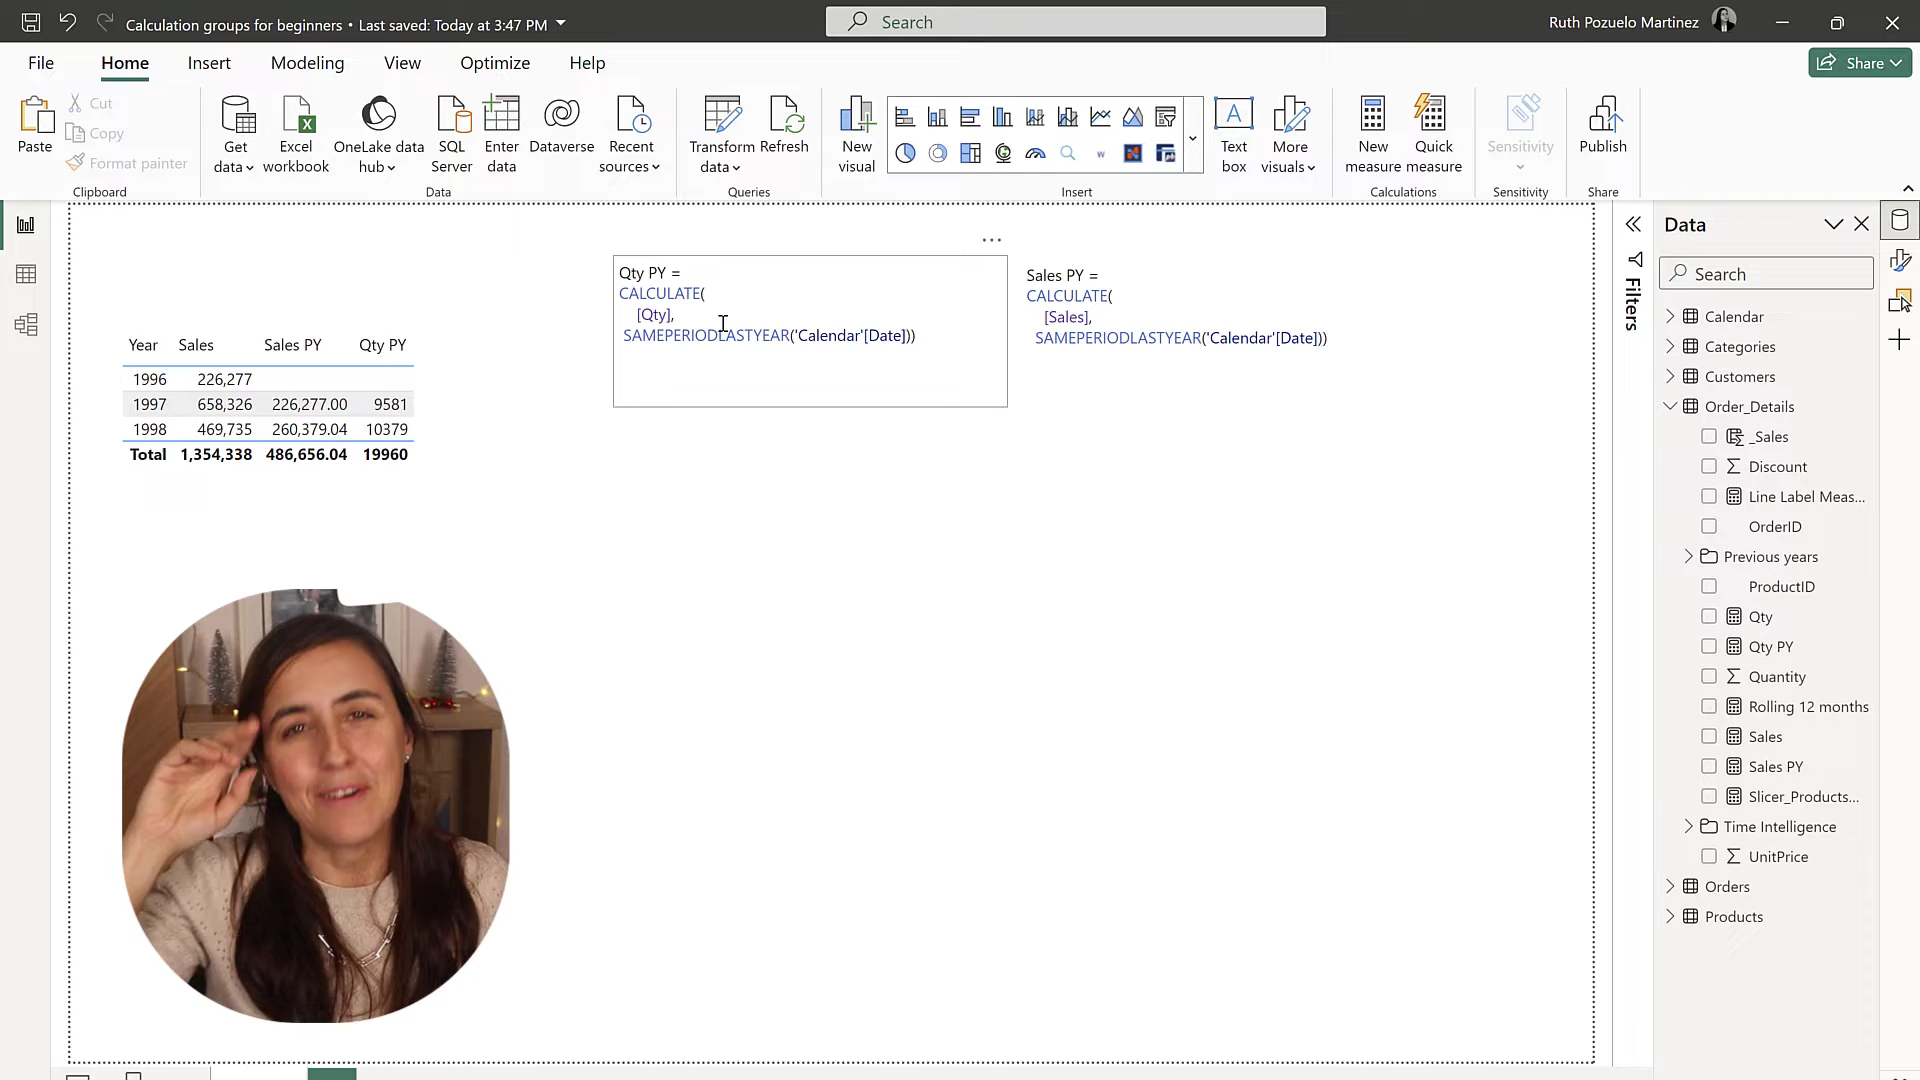 Calculation groups for beginners • Last saved: Today at 3:47 PM
Search
Ruth Pozuelo Martinez
File Home Insert Modeling View Optimize Help
Share
Paste
Cut
Copy
Format painter
Clipboard
Get data
Excel workbook
OneLake data hub
SQL Server
Enter data
Dataverse
Recent sources
Data
Transform data
Refresh
Queries
New visual
Text box
More visuals
Insert
New measure
Quick measure
Calculations
Sensitivity
Sensitivity
Publish
Share
Qty PY =
CALCULATE(
[Qty],
SAMEPERIODLASTYEAR('Calendar'[Date]))
Sales PY =
CALCULATE(
[Sales],
SAMEPERIODLASTYEAR('Calendar'[Date]))
Year Sales Sales PY Qty PY
1996 226,277
1997 658,326 226,277.00 9581
1998 469,735 260,379.04 10379
Total 1,354,338 486,656.04 19960
Filters
Data
Search
Calendar
Categories
Customers
Order_Details
_Sales
Discount
Line Label Meas...
OrderID
Previous years
ProductID
Qty
Qty PY
Quantity
Rolling 12 months
Sales
Sales PY
Slicer_Products...
Time Intelligence
UnitPrice
Orders
Products